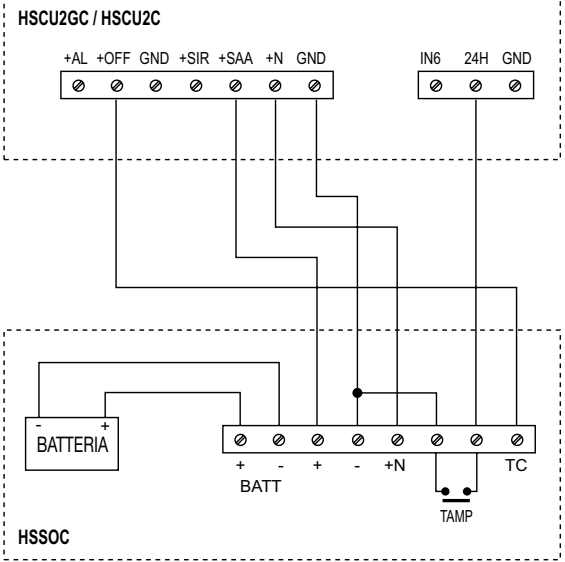 HSCU2GC / HSCU2C
+AL +OFF GND +SIR +SAA +N GND
IN6 24H GND
- +
BATTERIA
+ - + - +N TC
BATT
TAMP
HSSOC